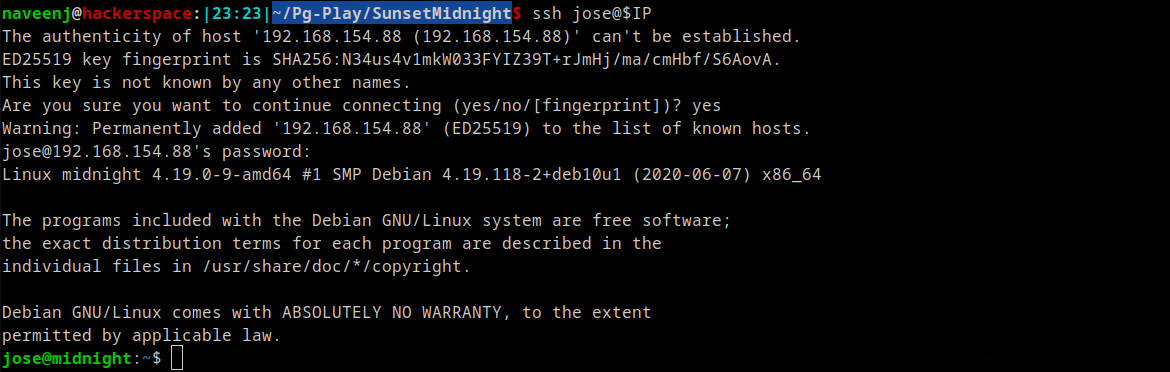 naveenj@hackerspace:|23:23|~/Pg-Play/SunsetMidnight$ ssh jose@$IP
The authenticity of host '192.168.154.88 (192.168.154.88)' can't be established.
ED25519 key fingerprint is SHA256:N34us4v1mkW033FYIZ39T+rJmHj/ma/cmHbf/S6AovA.
This key is not known by any other names.
Are you sure you want to continue connecting (yes/no/[fingerprint])? yes
Warning: Permanently added '192.168.154.88' (ED25519) to the list of known hosts.
jose@192.168.154.88's password:
Linux midnight 4.19.0-9-amd64 #1 SMP Debian 4.19.118-2+deb10u1 (2020-06-07) x86_64
The programs included with the Debian GNU/Linux system are free software;
the exact distribution terms for each program are described in the
individual files in /usr/share/doc/*/copyright.
Debian GNU/Linux comes with ABSOLUTELY NO WARRANTY, to the extent
permitted by applicable law.
jose@midnight:~$